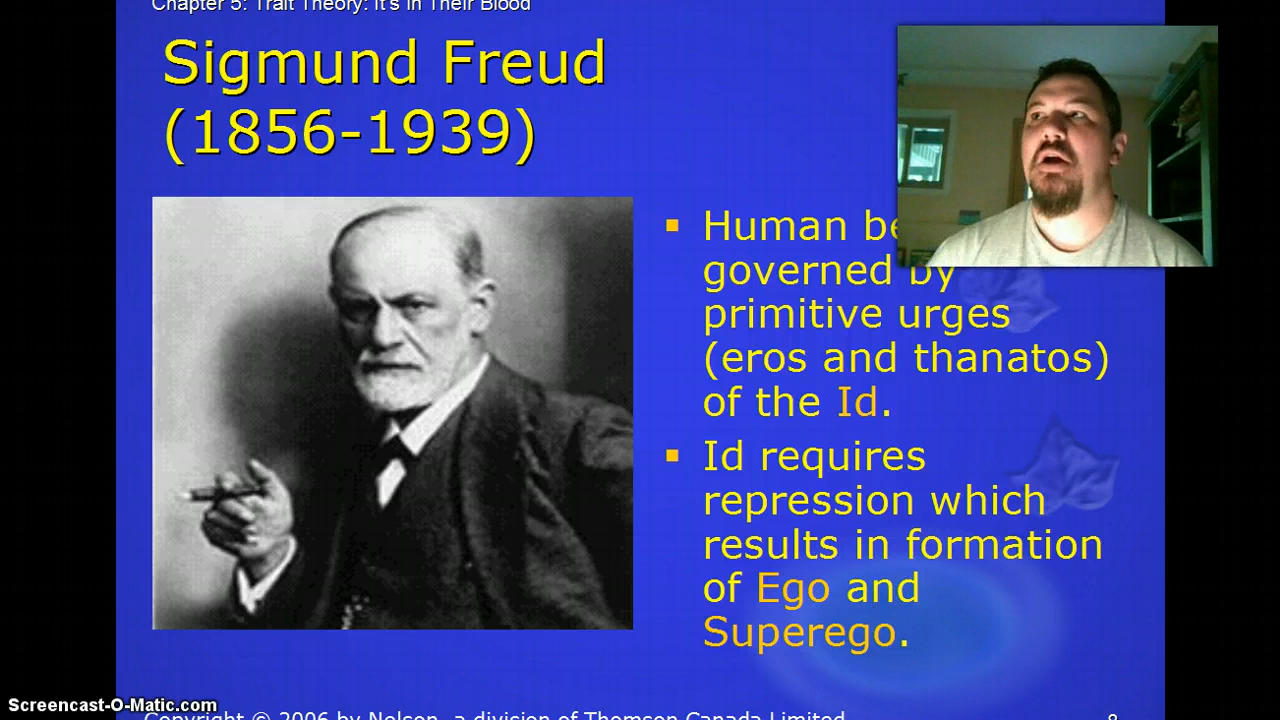 Chapter 5: Trait Theory: It's In Their Blood
Sigmund Freud
(1856-1939)
▪ Human
governed by
primitive urges
(eros and thanatos)
of the Id.
▪ Id requires
repression which
results in formation
of Ego and
Superego.
Screencast-O-Matic.com
Copyright © 2006 by Nelson, a division of Thomson Canada Limited